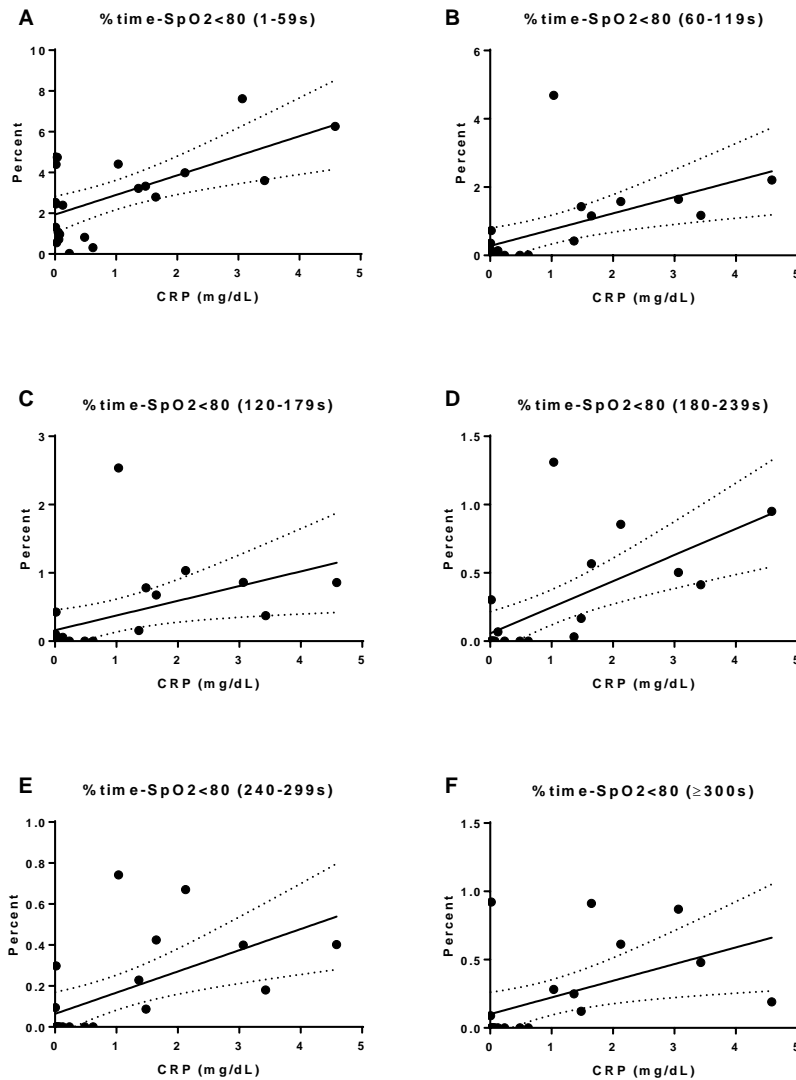 A
%time-SpO2<80 (1-59s)
10
8
6
4
2
0
Percent
0 1 2 3 4 5
CRP (mg/dL)
B
%time-SpO2<80 (60-119s)
6
4
2
0
Percent
0 1 2 3 4 5
CRP (mg/dL)
C
%time-SpO2<80 (120-179s)
3
2
1
0
Percent
0 1 2 3 4 5
CRP (mg/dL)
D
%time-SpO2<80 (180-239s)
1.5
1.0
0.5
0.0
Percent
0 1 2 3 4 5
CRP (mg/dL)
E
%time-SpO2<80 (240-299s)
1.0
0.8
0.6
0.4
0.2
0.0
Percent
0 1 2 3 4 5
CRP (mg/dL)
F
%time-SpO2<80 (≥300s)
1.5
1.0
0.5
0.0
Percent
0 1 2 3 4 5
CRP (mg/dL)